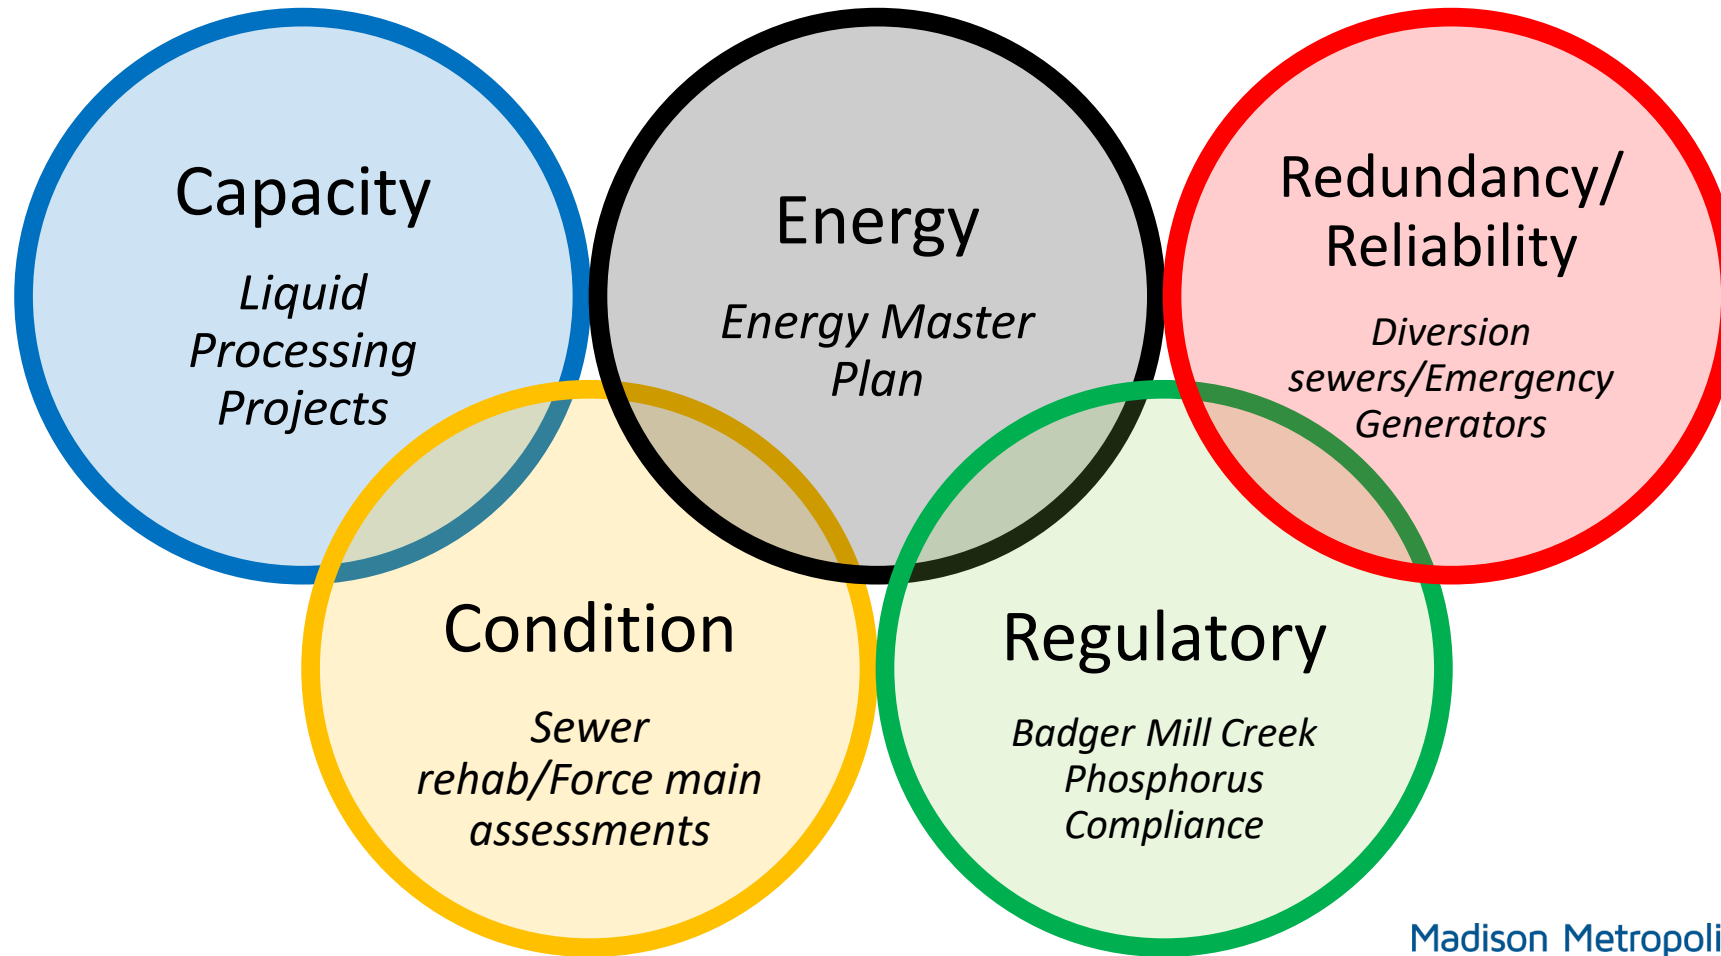 Capacity
Liquid
Processing
Projects
Energy
Energy Master
Plan
Redundancy/
Reliability
Diversion
sewers/Emergency
Generators
Condition
Sewer
rehab/Force main
assessments
Regulatory
Badger Mill Creek
Phosphorus
Compliance
Madison Metropoli